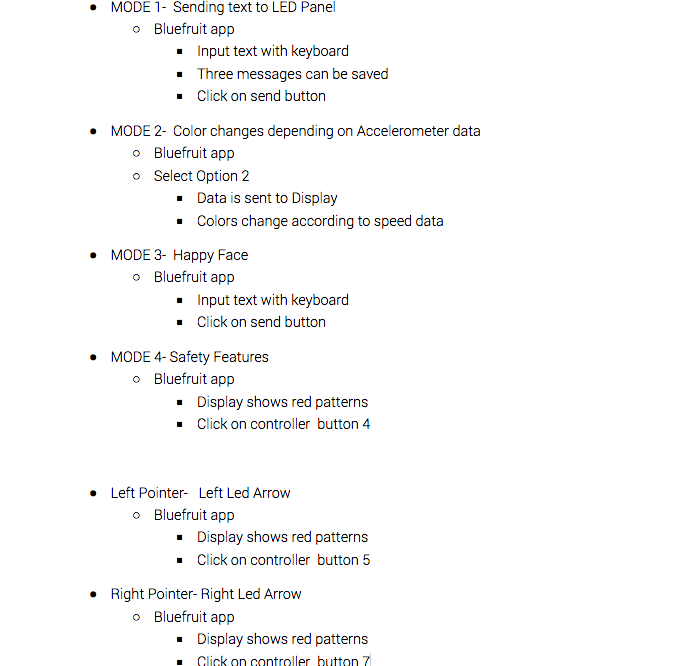 • MODE 1-  Sending text to LED Panel
○ Bluefruit app
▪ Input text with keyboard
▪ Three messages can be saved
▪ Click on send button
• MODE 2-  Color changes depending on Accelerometer data
○ Bluefruit app
○ Select Option 2
▪ Data is sent to Display
▪ Colors change according to speed data
• MODE 3-  Happy Face
○ Bluefruit app
▪ Input text with keyboard
▪ Click on send button
• MODE 4- Safety Features
○ Bluefruit app
▪ Display shows red patterns
▪ Click on controller  button 4
• Left Pointer-   Left Led Arrow
○ Bluefruit app
▪ Display shows red patterns
▪ Click on controller  button 5
• Right Pointer- Right Led Arrow
○ Bluefruit app
▪ Display shows red patterns
▪ Click on controller  button 7